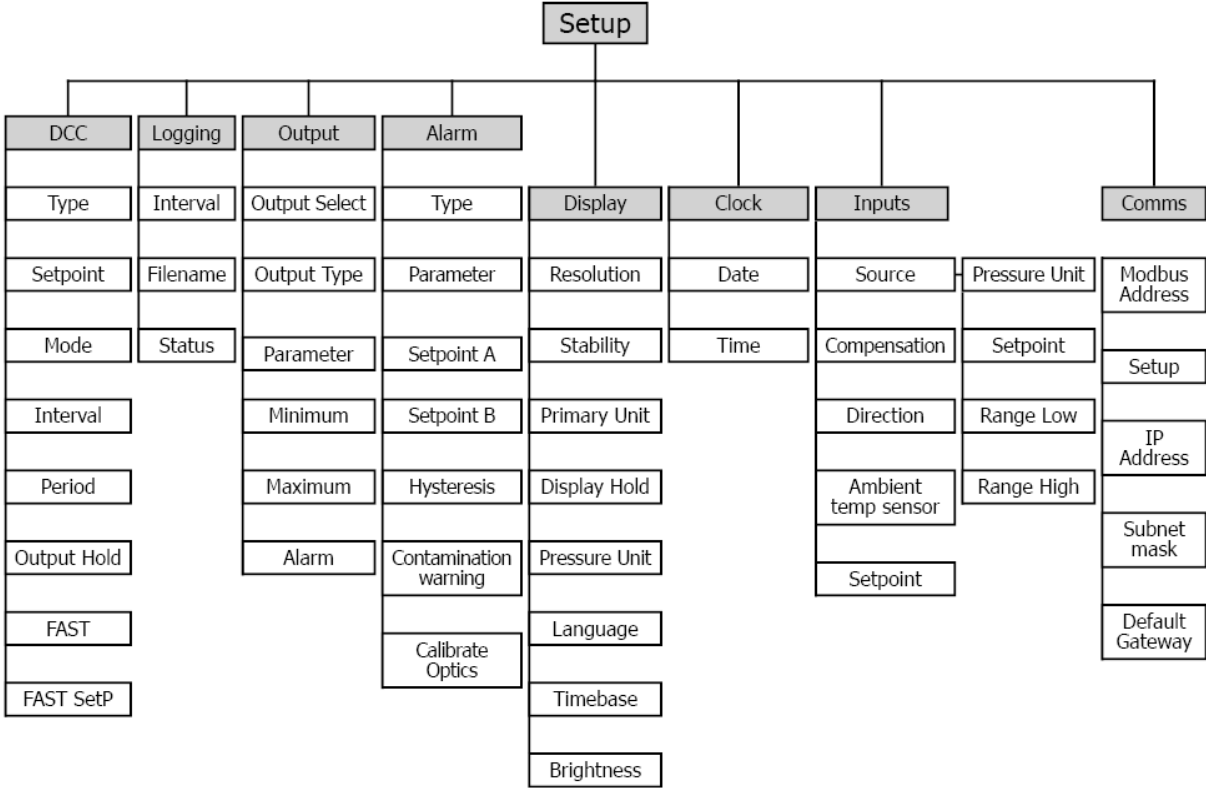 Setup
DCC
Type
Setpoint
Mode
Interval
Period
Output Hold
FAST
FAST SetP
Logging
Interval
Filename
Status
Output
Output Select
Output Type
Parameter
Minimum
Maximum
Alarm
Alarm
Type
Parameter
Setpoint A
Setpoint B
Hysteresis
Contamination
warning
Calibrate
Optics
Display
Resolution
Stability
Primary Unit
Display Hold
Pressure Unit
Language
Timebase
Brightness
Clock
Date
Time
Inputs
Source
Compensation
Direction
Ambient
temp sensor
Setpoint
Pressure Unit
Setpoint
Range Low
Range High
Comms
Modbus
Address
Setup
IP
Address
Subnet
mask
Default
Gateway